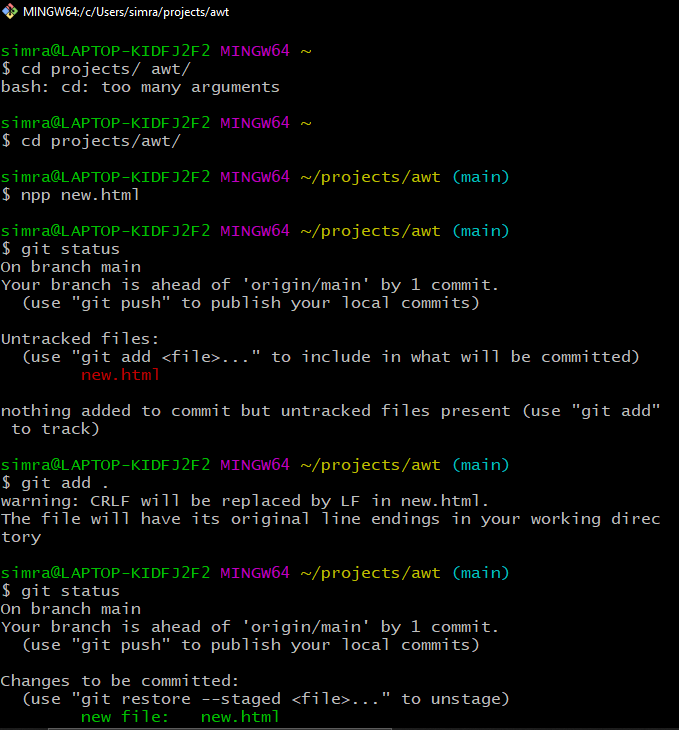 MINGW64:/c/Users/simra/projects/awt
simra@LAPTOP-KIDFJ2F2 MINGW64 ~
$ cd projects/ awt/
bash: cd: too many arguments
simra@LAPTOP-KIDFJ2F2 MINGW64 ~
$ cd projects/awt/
simra@LAPTOP-KIDFJ2F2 MINGW64 ~/projects/awt (main)
$ npp new.html
simra@LAPTOP-KIDFJ2F2 MINGW64 ~/projects/awt (main)
$ git status
On branch main
Your branch is ahead of 'origin/main' by 1 commit.
  (use "git push" to publish your local commits)
Untracked files:
  (use "git add <file>..." to include in what will be committed)
        new.html
nothing added to commit but untracked files present (use "git add"
 to track)
simra@LAPTOP-KIDFJ2F2 MINGW64 ~/projects/awt (main)
$ git add .
warning: CRLF will be replaced by LF in new.html.
The file will have its original line endings in your working direc
tory
simra@LAPTOP-KIDFJ2F2 MINGW64 ~/projects/awt (main)
$ git status
On branch main
Your branch is ahead of 'origin/main' by 1 commit.
  (use "git push" to publish your local commits)
Changes to be committed:
  (use "git restore --staged <file>..." to unstage)
        new file:   new.html